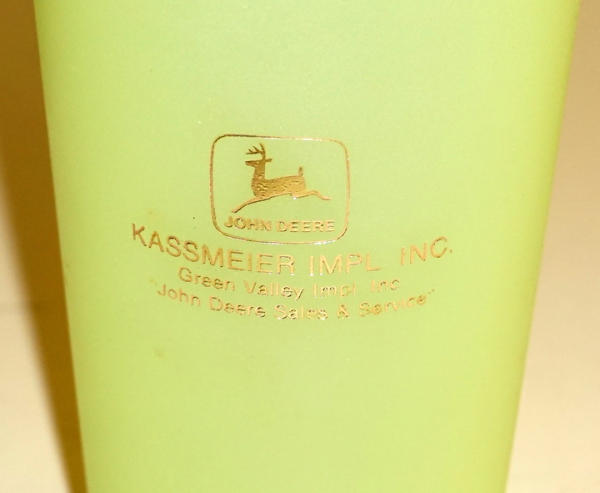 JOHN DEERE
KASSMEIER IMPL. INC.
Green Valley Impl. Inc.
"John Deere Sales & Service"